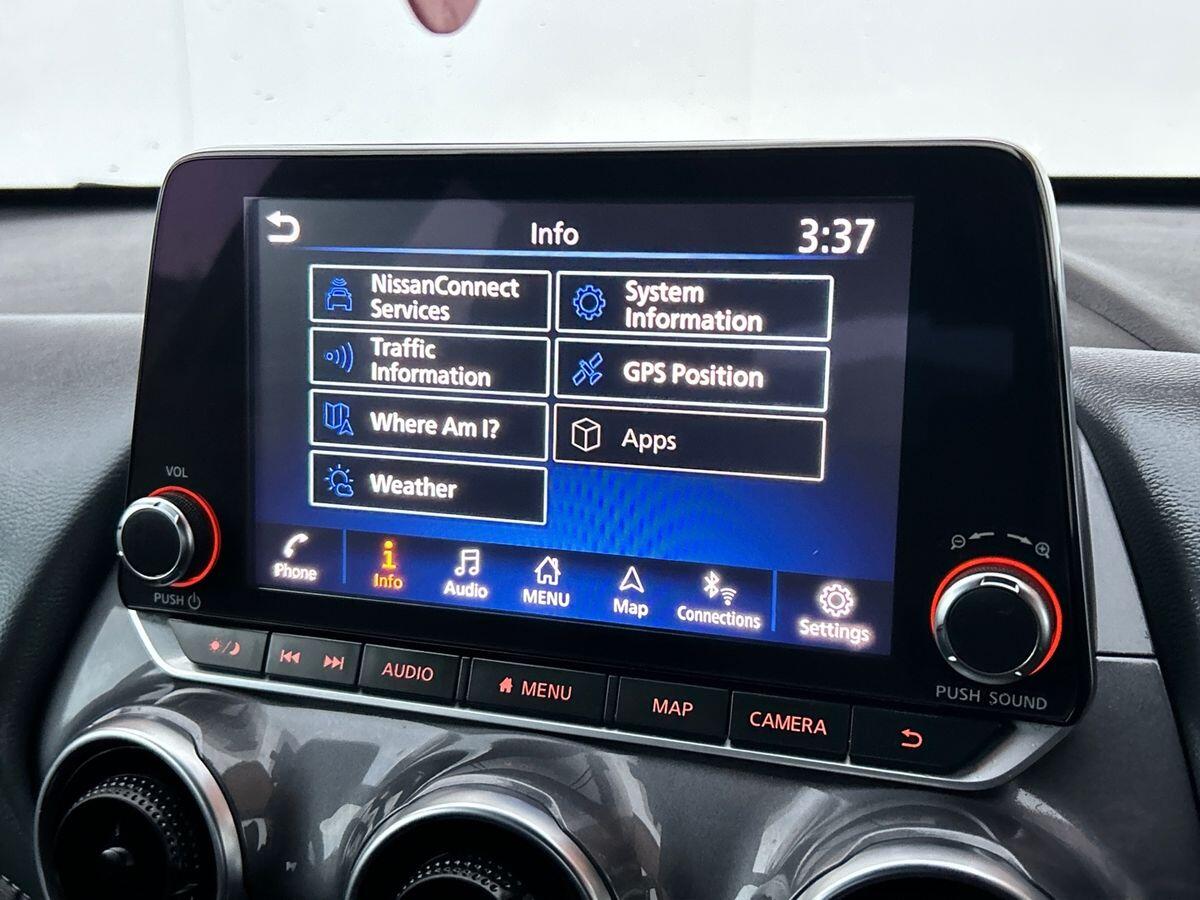 Info
3:37
NissanConnect
Services
System
Information
Traffic
Information
GPS Position
Where Am I?
Apps
Weather
Phone
Info
Audio
MENU
Map
Connections
Settings
VOL
PUSH
PUSH SOUND
AUDIO
MENU
MAP
CAMERA